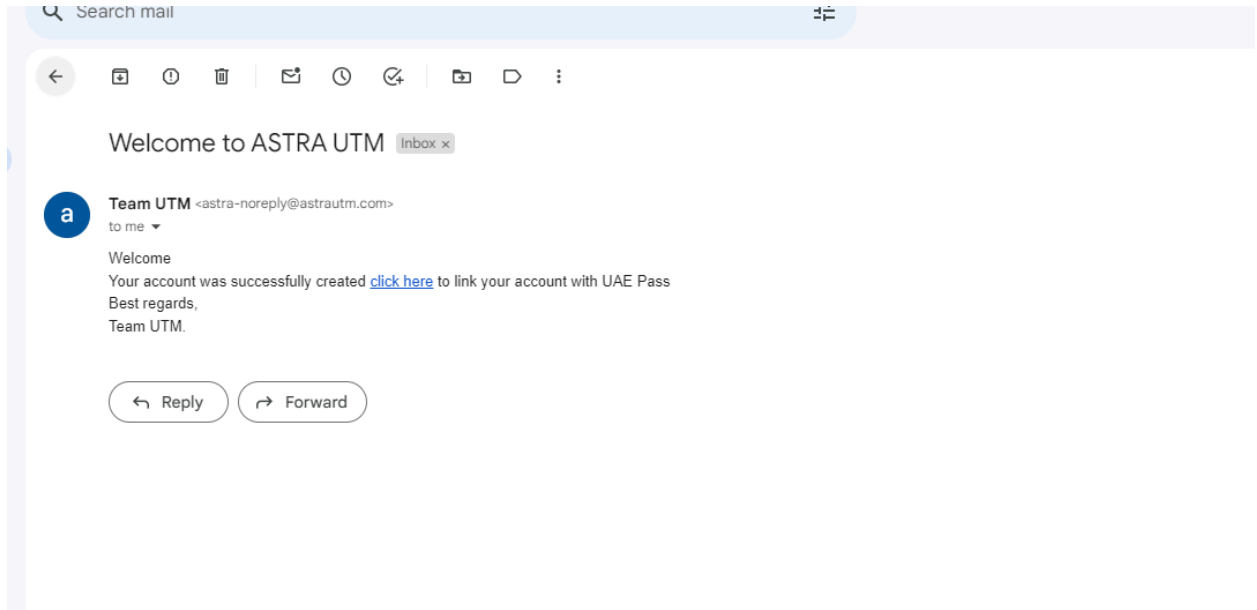 Search mail
Welcome to ASTRA UTM Inbox ×
a
Team UTM <astra-noreply@astrautm.com>
to me
Welcome
Your account was successfully created click here to link your account with UAE Pass
Best regards,
Team UTM.
Reply Forward